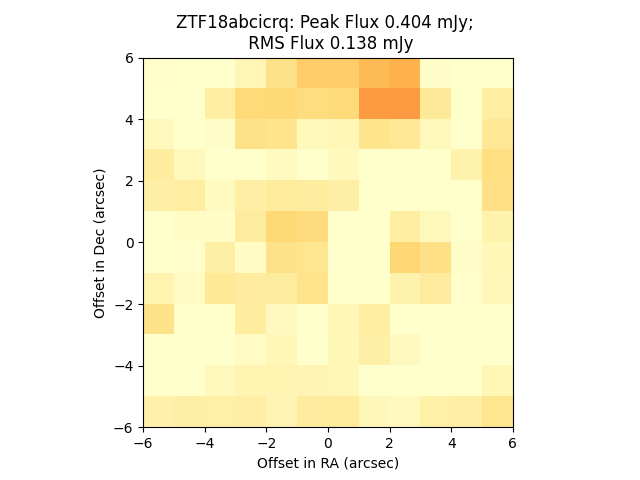 ZTF18abcicrq: Peak Flux 0.404 mJy;
RMS Flux 0.138 mJy
6
4
2
0
−2
−4
−6
−6 −4 −2 0 2 4 6
Offset in Dec (arcsec)
Offset in RA (arcsec)